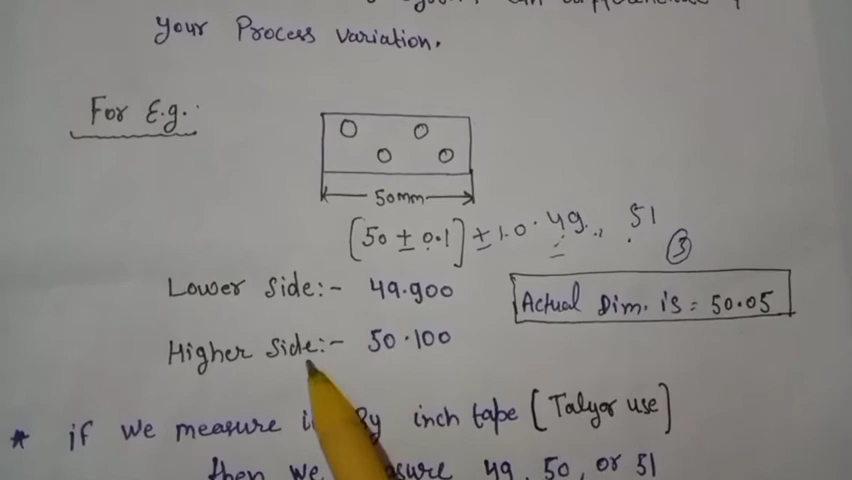 your Process variation.
For E.g.:
50mm
[50 ± 0.1] ± 1.0. 49., 51
3
Lower Side:- 49.900
Actual Dim. is = 50.05
Higher Side:- 50.100
* if we measure By inch tape [Talyor use]
then we 49, 50, or 51